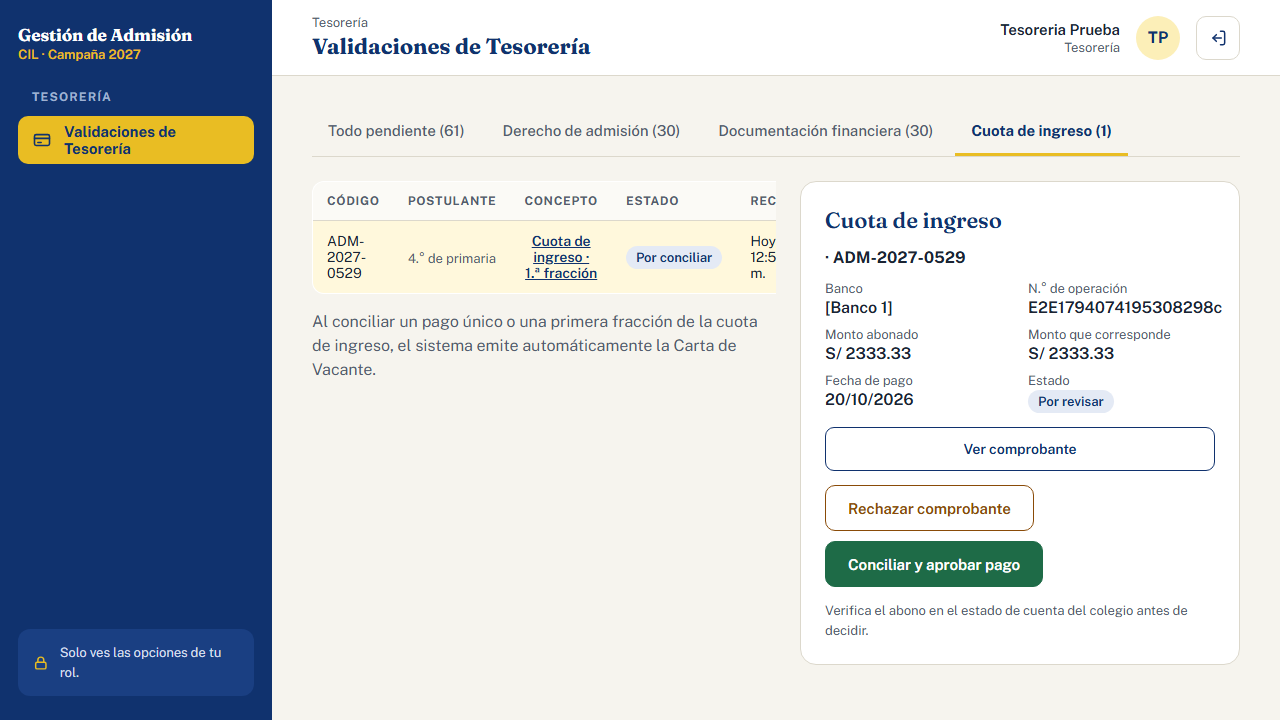 Gestión de Admisión
CIL · Campaña 2027
TESORERÍA
Validaciones de
Tesorería
Solo ves las opciones de tu
rol.
Tesorería
Validaciones de Tesorería
Tesoreria Prueba
Tesorería
TP
Todo pendiente (61)
Derecho de admisión (30)
Documentación financiera (30)
Cuota de ingreso (1)
CÓDIGO POSTULANTE CONCEPTO ESTADO REC
ADM-
2027-
0529
4.° de primaria
Cuota de
ingreso ·
1.ª fracción
Por conciliar
Hoy
12:5
m.
Al conciliar un pago único o una primera fracción de la cuota
de ingreso, el sistema emite automáticamente la Carta de
Vacante.
Cuota de ingreso
· ADM-2027-0529
Banco
[Banco 1]
N.° de operación
E2E1794074195308298c
Monto abonado
S/ 2333.33
Monto que corresponde
S/ 2333.33
Fecha de pago
20/10/2026
Estado
Por revisar
Ver comprobante
Rechazar comprobante
Conciliar y aprobar pago
Verifica el abono en el estado de cuenta del colegio antes de
decidir.